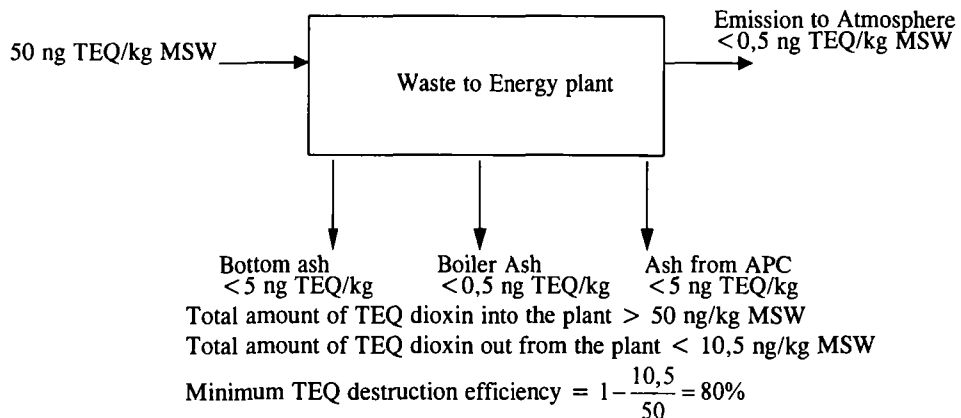 Emission to Atmosphere
<0,5 ng TEQ/kg MSW
50 ng TEQ/kg MSW
Waste to Energy plant
Bottom ash
<5 ng TEQ/kg
Boiler Ash
<0,5 ng TEQ/kg
Ash from APC
<5 ng TEQ/kg
Total amount of TEQ dioxin into the plant > 50 ng/kg MSW
Total amount of TEQ dioxin out from the plant < 10,5 ng/kg MSW
Minimum TEQ destruction efficiency = 1 − 10,5/50 = 80%